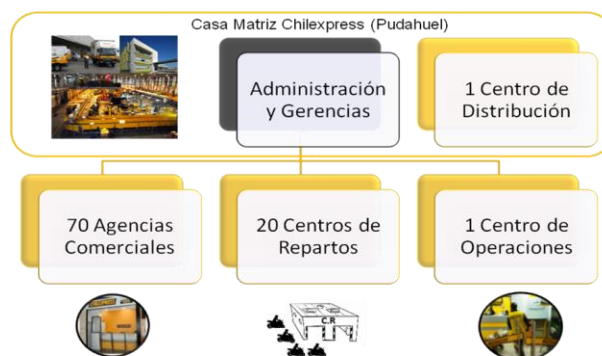 Casa Matriz Chilexpress (Pudahuel)
Administración
y Gerencias
1 Centro de
Distribución
70 Agencias
Comerciales
20 Centros de
Repartos
1 Centro de
Operaciones
C.R